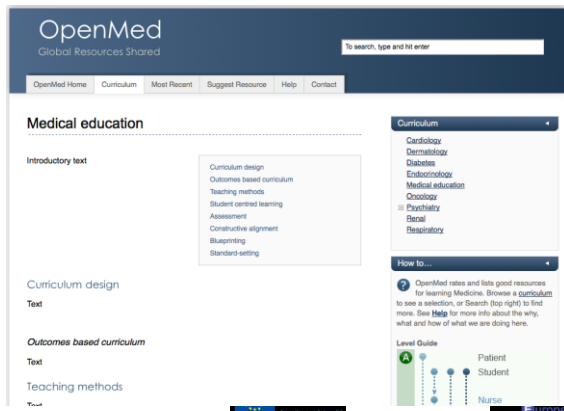 OpenMed
Global Resources Shared
To search, type and hit enter
OpenMed Home
Curriculum
Most Recent
Suggest Resource
Help
Contact
Medical education
Introductory text
Curriculum design
Outcomes based curriculum
Teaching methods
Student centred learning
Assessment
Constructive alignment
Blueprinting
Standard-setting
Curriculum design
Text
Outcomes based curriculum
Text
Teaching methods
Text
Curriculum
Cardiology
Dermatology
Diabetes
Endocrinology
Medical education
Oncology
Psychiatry
Renal
Respiratory
How to...
OpenMed rates and lists good resources
for learning Medicine. Browse a curriculum
to see a selection, or Search (top right) to find
more. See Help for more info about the why,
what and how of what we are doing here.
Level Guide
A
Patient
Student
Nurse